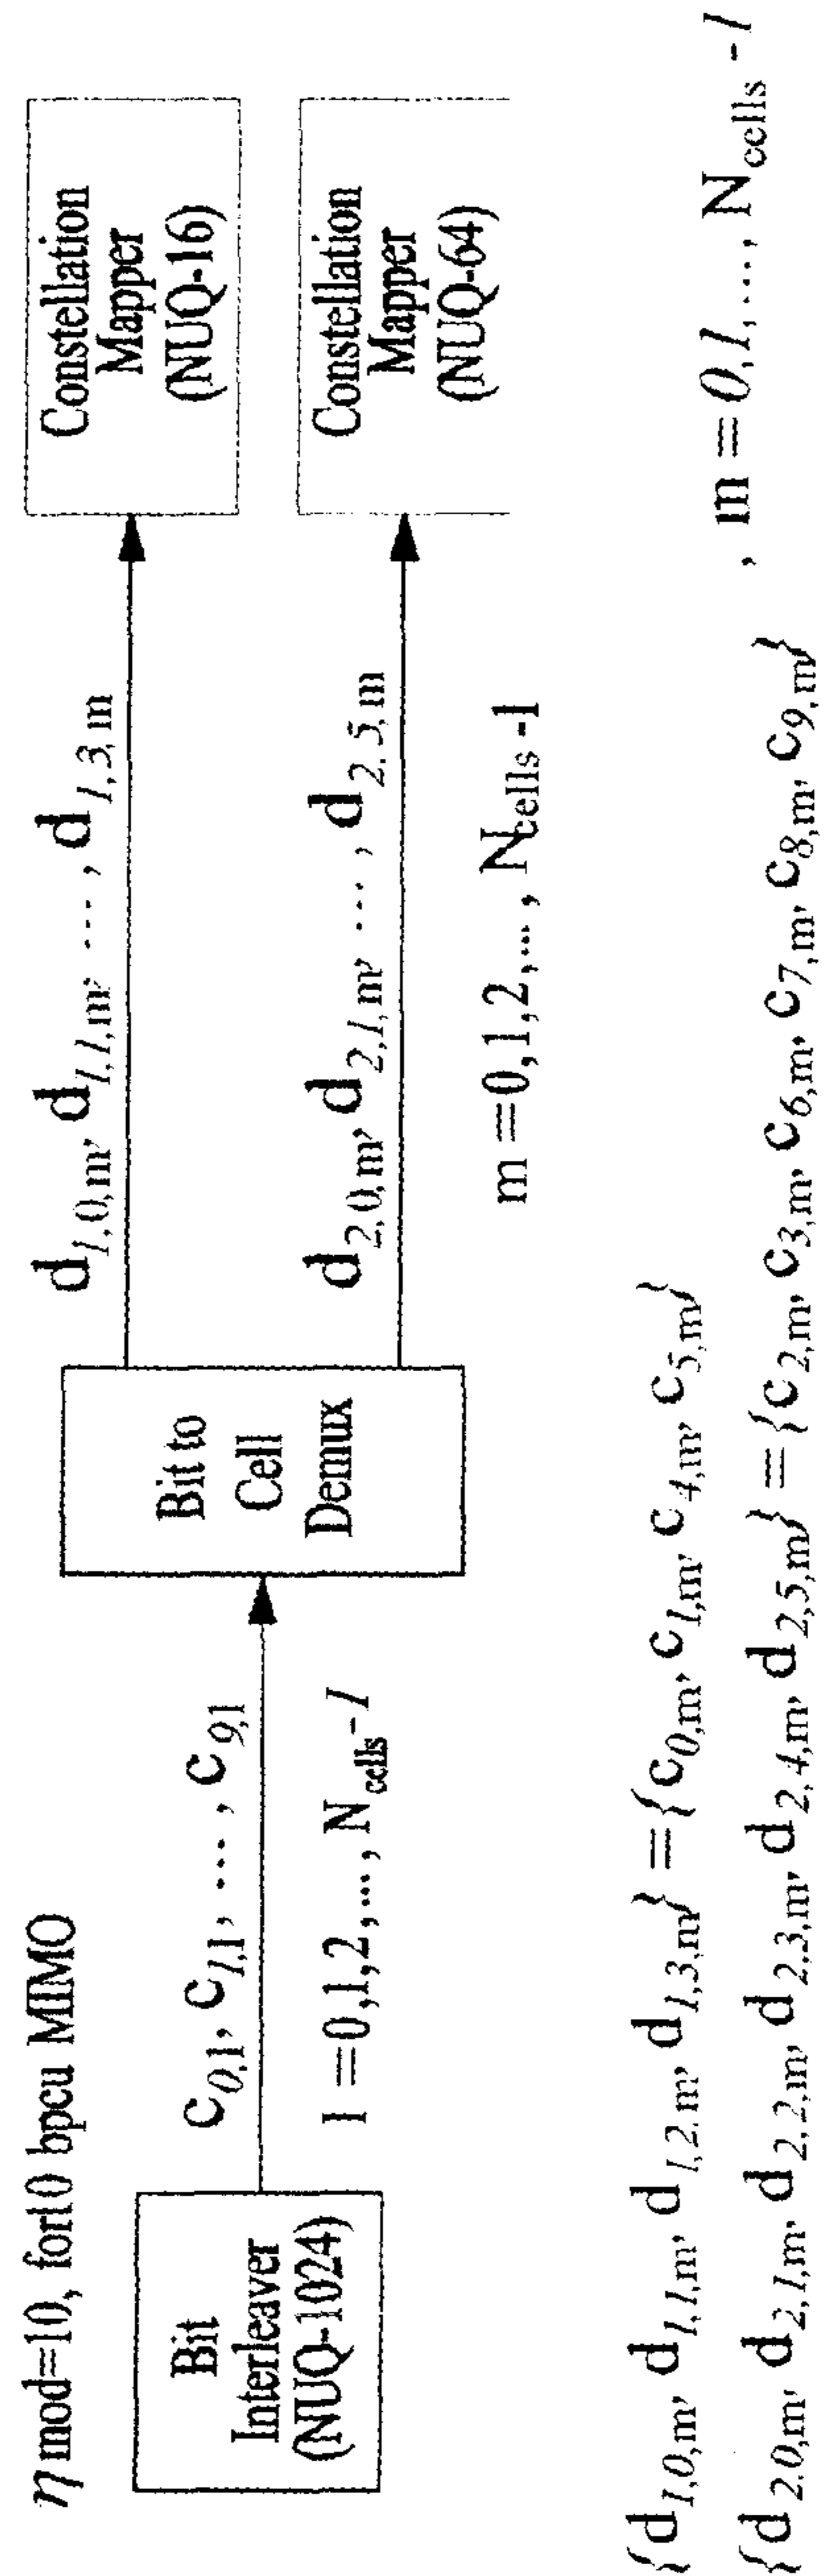 η mod=10, for10 bpcu MIMO
Bit
Interleaver
(NUQ-1024)
c0,1, c1,1, ..., c9,1
1 =0,1,2,..., Ncells-1
Bit to
Cell
Demux
d1,0,m, d1,1,m, ..., d1,3,m
d2,0,m, d2,1,m, ..., d2,5,m
m =0,1,2,..., Ncells-1
Constellation
Mapper
(NUQ-16)
Constellation
Mapper
(NUQ-64)
{d1,0,m, d1,1,m, d1,2,m, d1,3,m} ={c0,m, c1,m, c4,m, c5,m}
{d2,0,m, d2,1,m, d2,2,m, d2,3,m, d2,4,m, d2,5,m} ={c2,m, c3,m, c6,m, c7,m, c8,m, c9,m}
, m =0,1,..., Ncells -1